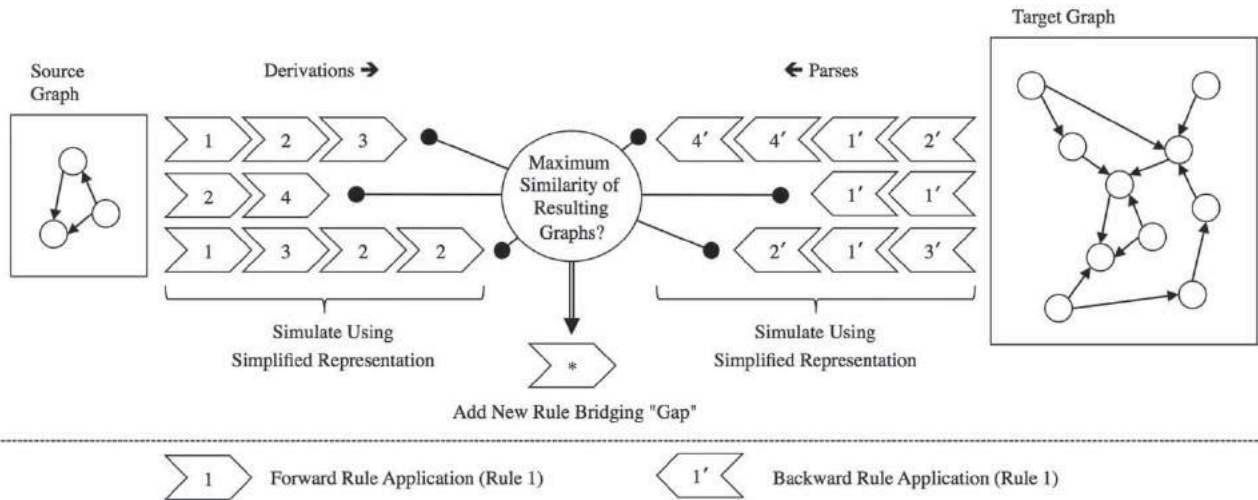 Target Graph
Source
Graph
Derivations →
← Parses
1 2 3
4′ 4′ 1′ 2′
2 4
1′ 1′
1 3 2 2
2′ 1′ 3′
Maximum
Similarity of
Resulting
Graphs?
Simulate Using
Simplified Representation
Simulate Using
Simplified Representation
*
Add New Rule Bridging "Gap"
1 Forward Rule Application (Rule 1)
1′ Backward Rule Application (Rule 1)